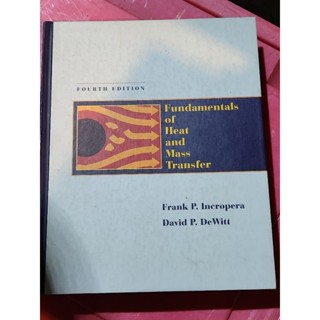 FOURTH EDITION
Fundamentals
of
Heat
and
Mass
Transfer
Frank P. Incropera
David P. DeWitt